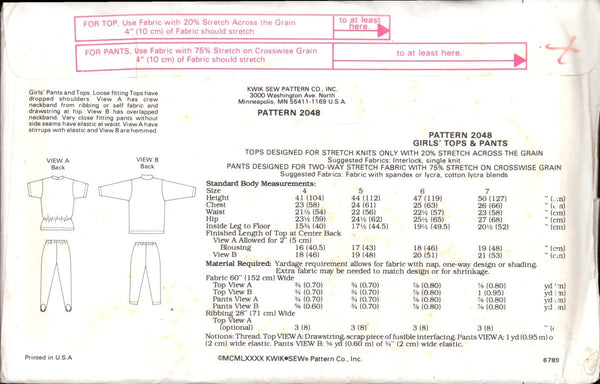 FOR TOP, Use Fabric with 20% Stretch Across the Grain
4" (10 cm) of Fabric should stretch
to at least
here.
FOR PANTS, Use Fabric with 75% Stretch on Crosswise Grain
4" (10 cm) of Fabric should stretch
to at least here.
Girls' Pants and Tops. Loose fitting Tops have
dropped shoulders. View A has crew
neckband from ribbing or self fabric and
drawstring at hip. View B has overlapped
neckband. Very close fitting pants without
side seams have elastic at waist. View A have
stirrups with elastic and View B are hemmed.
KWIK SEW PATTERN CO., INC.
3000 Washington Ave. North
Minneapolis, MN 55411-1169 U.S.A.
PATTERN 2048
PATTERN 2048
GIRLS' TOPS & PANTS
TOPS DESIGNED FOR STRETCH KNITS ONLY WITH 20% STRETCH ACROSS THE GRAIN
Suggested Fabrics: Interlock, single knit
PANTS DESIGNED FOR TWO-WAY STRETCH FABRIC WITH 75% STRETCH ON CROSSWISE GRAIN
Suggested Fabrics: Fabric with spandex or lycra, cotton lycra blends
VIEW A
Back
VIEW B
Back
Standard Body Measurements:
Size 4 5 6 7
Height 41 (104) 44 (112) 47 (119) 50 (127)
Chest 23 (58) 24 (61) 25 (63) 26 (66)
Waist 21½ (54) 22 (56) 22½ (57) 23 (58)
Hip 23½ (59) 24½ (62) 25½ (65) 27 (68)
Inside Leg to Floor 15¾ (40) 17½ (44.5) 19½ (49.5) 20½ (52)
Finished Length of Top at Center Back
View A Allowed for 2" (5 cm)
Blousing 16 (40.5) 17 (43) 18 (46) 19 (48) " (cm)
View B 18 (46) 19 (48) 20 (51) 21 (53) " (cm)
Material Required: Yardage requirement allows for fabric with nap, one-way design or shading.
Extra fabric may be needed to match design or for shrinkage.
Fabric 60" (152 cm) Wide
Top View A ¾ (0.70) ¾ (0.70) ⅞ (0.80) ⅞ (0.80)
Top View B ¾ (0.70) ¾ (0.70) ⅞ (0.80) 1 (0.95)
Pants View A ¾ (0.70) ¾ (0.70) ⅞ (0.80) ⅞ (0.80)
Pants View B ⅝ (0.60) ¾ (0.70) ⅞ (0.80) ⅞ (0.80)
Ribbing 28" (71 cm) Wide
Top View A
(optional) 3 (8) 3 (8) 3 (8) 3 (8)
Notions: Thread. Top VIEW A: Drawstring, scrap piece of fusible interfacing. Pants VIEW A: 1 yd (0.95 m) o
(2 cm) wide elastic. Pants VIEW B: ⅝ yd (0.60 m) of ¾" (2 cm) wide elastic.
Printed in U.S.A
©MCMLXXXX KWIK•SEW® Pattern Co., Inc.
6789